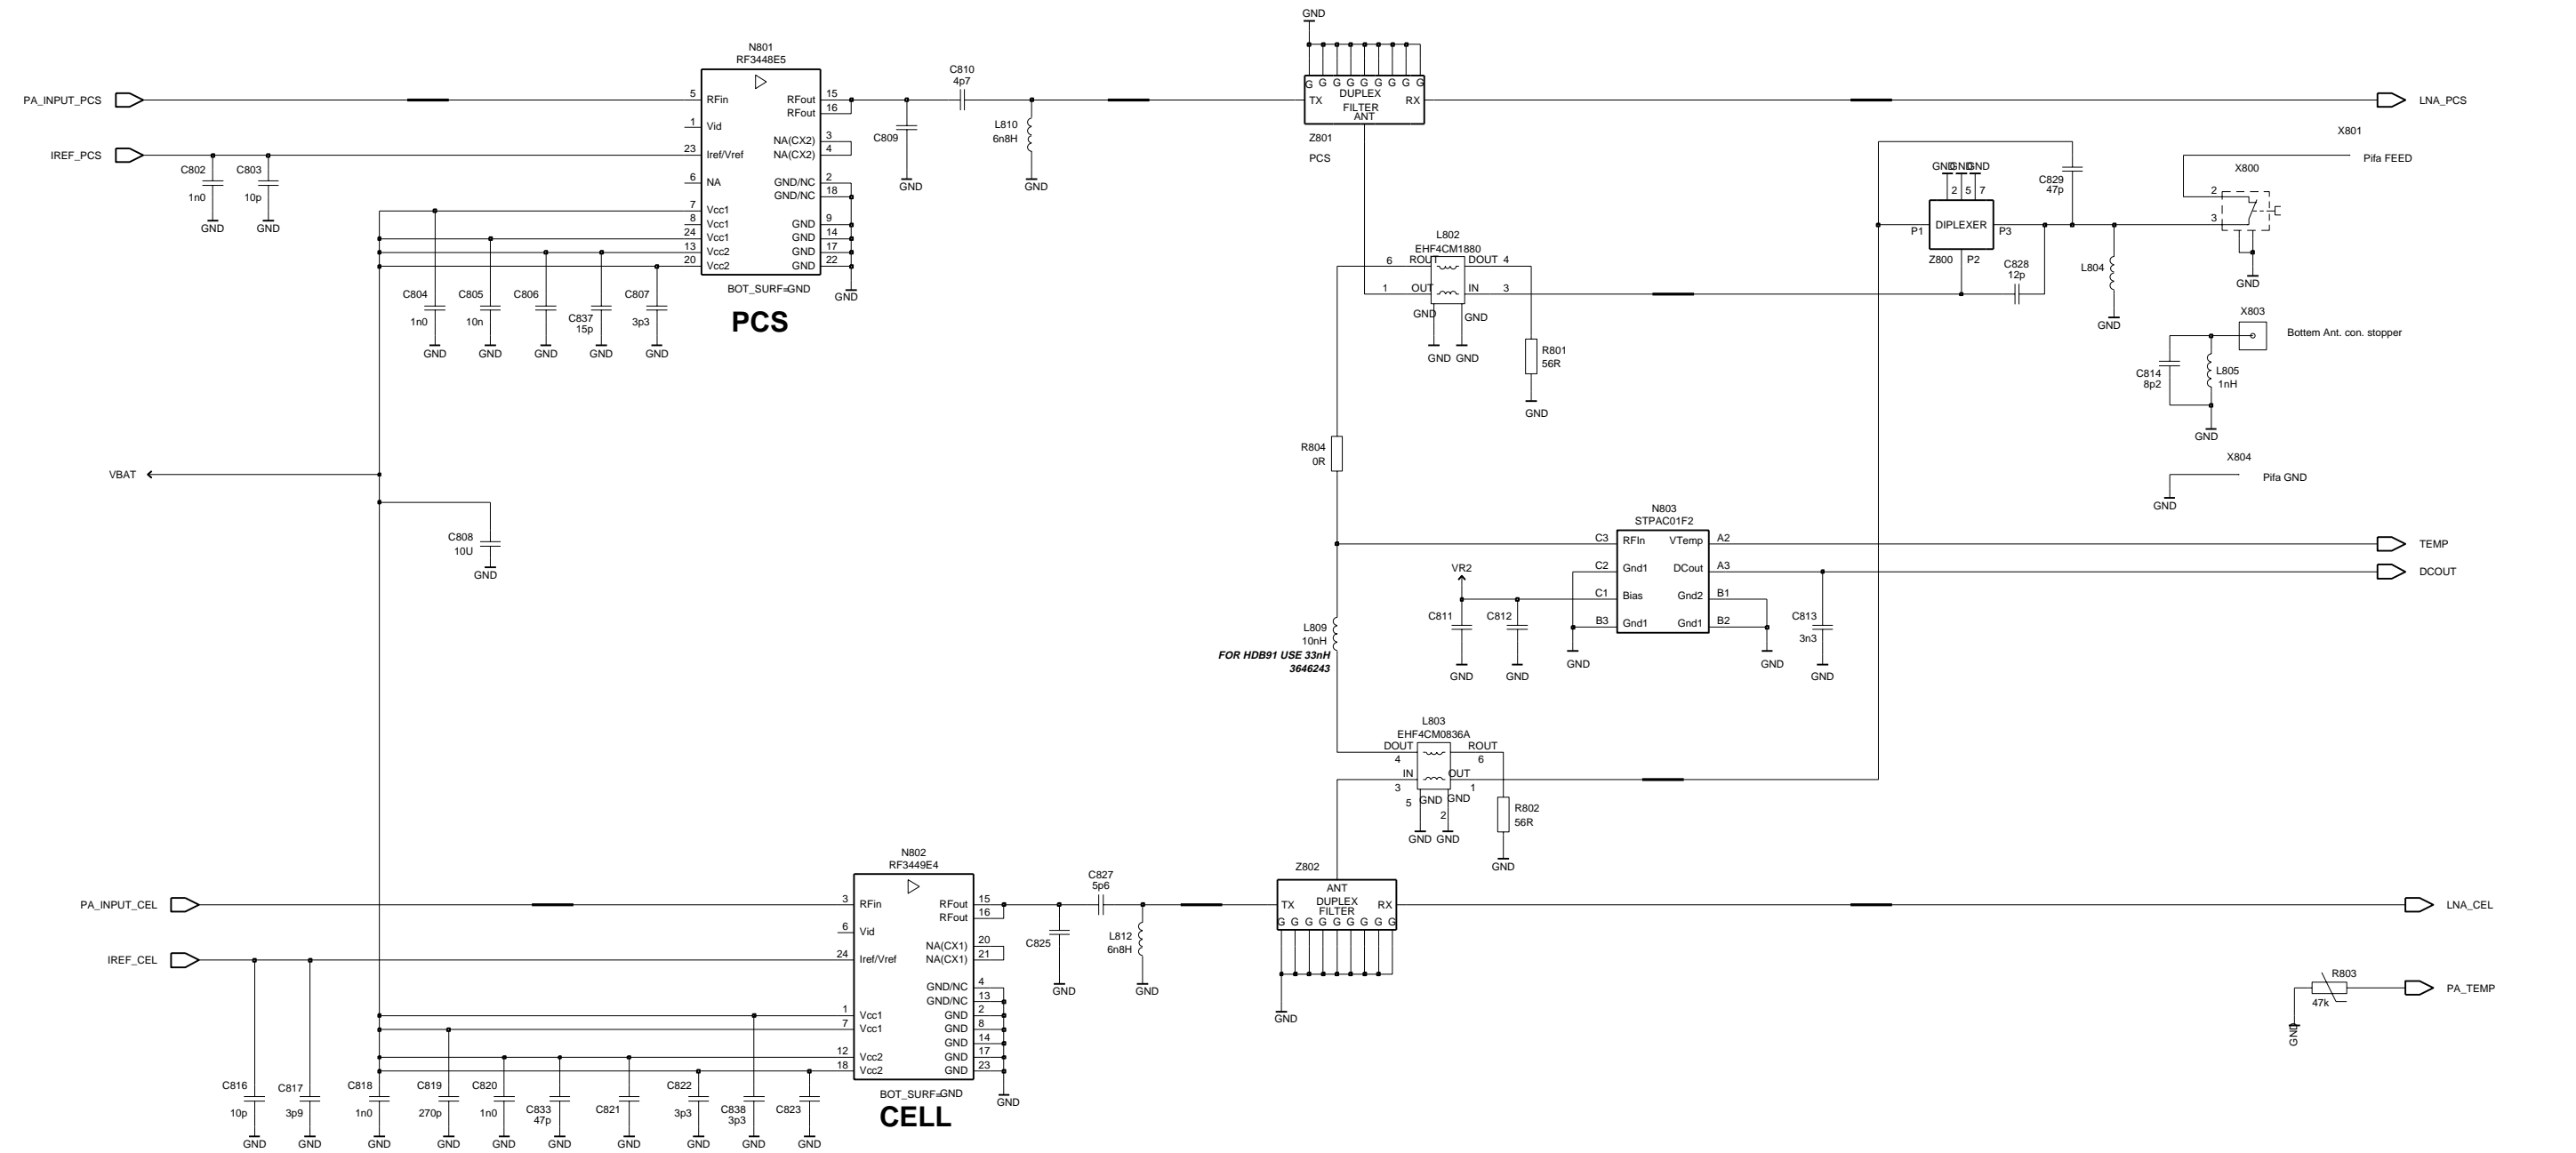 GND
N801
RF3448E5
PA_INPUT_PCS
5 RFin
RFout 15
RFout 16
1 Vid
NA(CX2) 3
NA(CX2) 4
IREF_PCS
23 Iref/Vref
6 NA
GND/NC 2
GND/NC 18
7 Vcc1
8 Vcc1
24 Vcc1
13 Vcc2
20 Vcc2
GND 9
GND 14
GND 17
GND 22
BOT_SURF=GND
GND
PCS
C802
1n0
GND
C803
10p
GND
C804
1n0
GND
C805
10n
GND
C806
GND
C837
15p
GND
C807
3p3
GND
C809
GND
C810
4p7
L810
6n8H
GND
G G G G G G G G G
TX DUPLEX RX
FILTER
ANT
Z801
PCS
LNA_PCS
X801
Pifa FEED
X800
2
3
GND
GND GND GND
2 5 7
C829
47p
P1 DIPLEXER P3
Z800 P2
C828
12p
L804
GND
L802
EHF4CM1880
6 ROUT DOUT 4
1 OUT IN 3
GND GND
GND GND
R801
56R
GND
X803
Bottem Ant. con. stopper
C814
8p2
L805
1nH
GND
X804
Pifa GND
GND
VBAT
C808
10U
GND
R804
0R
N803
STPAC01F2
C3 RFIn VTemp A2
C2 Gnd1 DCout A3
C1 Bias Gnd2 B1
B3 Gnd1 Gnd1 B2
TEMP
DCOUT
VR2
C811
GND
C812
GND
GND
GND
C813
3n3
GND
L809
10nH
FOR HDB91 USE 33nH
3646243
L803
EHF4CM0836A
DOUT ROUT
4 6
IN OUT
3 1
5 GND GND
2
GND GND
R802
56R
GND
N802
RF3449E4
PA_INPUT_CEL
3 RFin
RFout 15
RFout 16
6 Vid
NA(CX1) 20
NA(CX1) 21
IREF_CEL
24 Iref/Vref
GND/NC 4
GND/NC 13
1 Vcc1
7 Vcc1
12 Vcc2
18 Vcc2
GND 2
GND 8
GND 14
GND 17
GND 23
BOT_SURF=GND
GND
CELL
C816
10p
GND
C817
3p9
GND
C818
1n0
GND
C819
270p
GND
C820
1n0
GND
C833
47p
GND
C821
GND
C822
3p3
GND
C838
3p3
GND
C823
GND
C825
GND
C827
5p6
L812
6n8H
GND
Z802
ANT
TX DUPLEX RX
FILTER
G G G G G G G G G
GND
LNA_CEL
R803
47k
PA_TEMP
GND